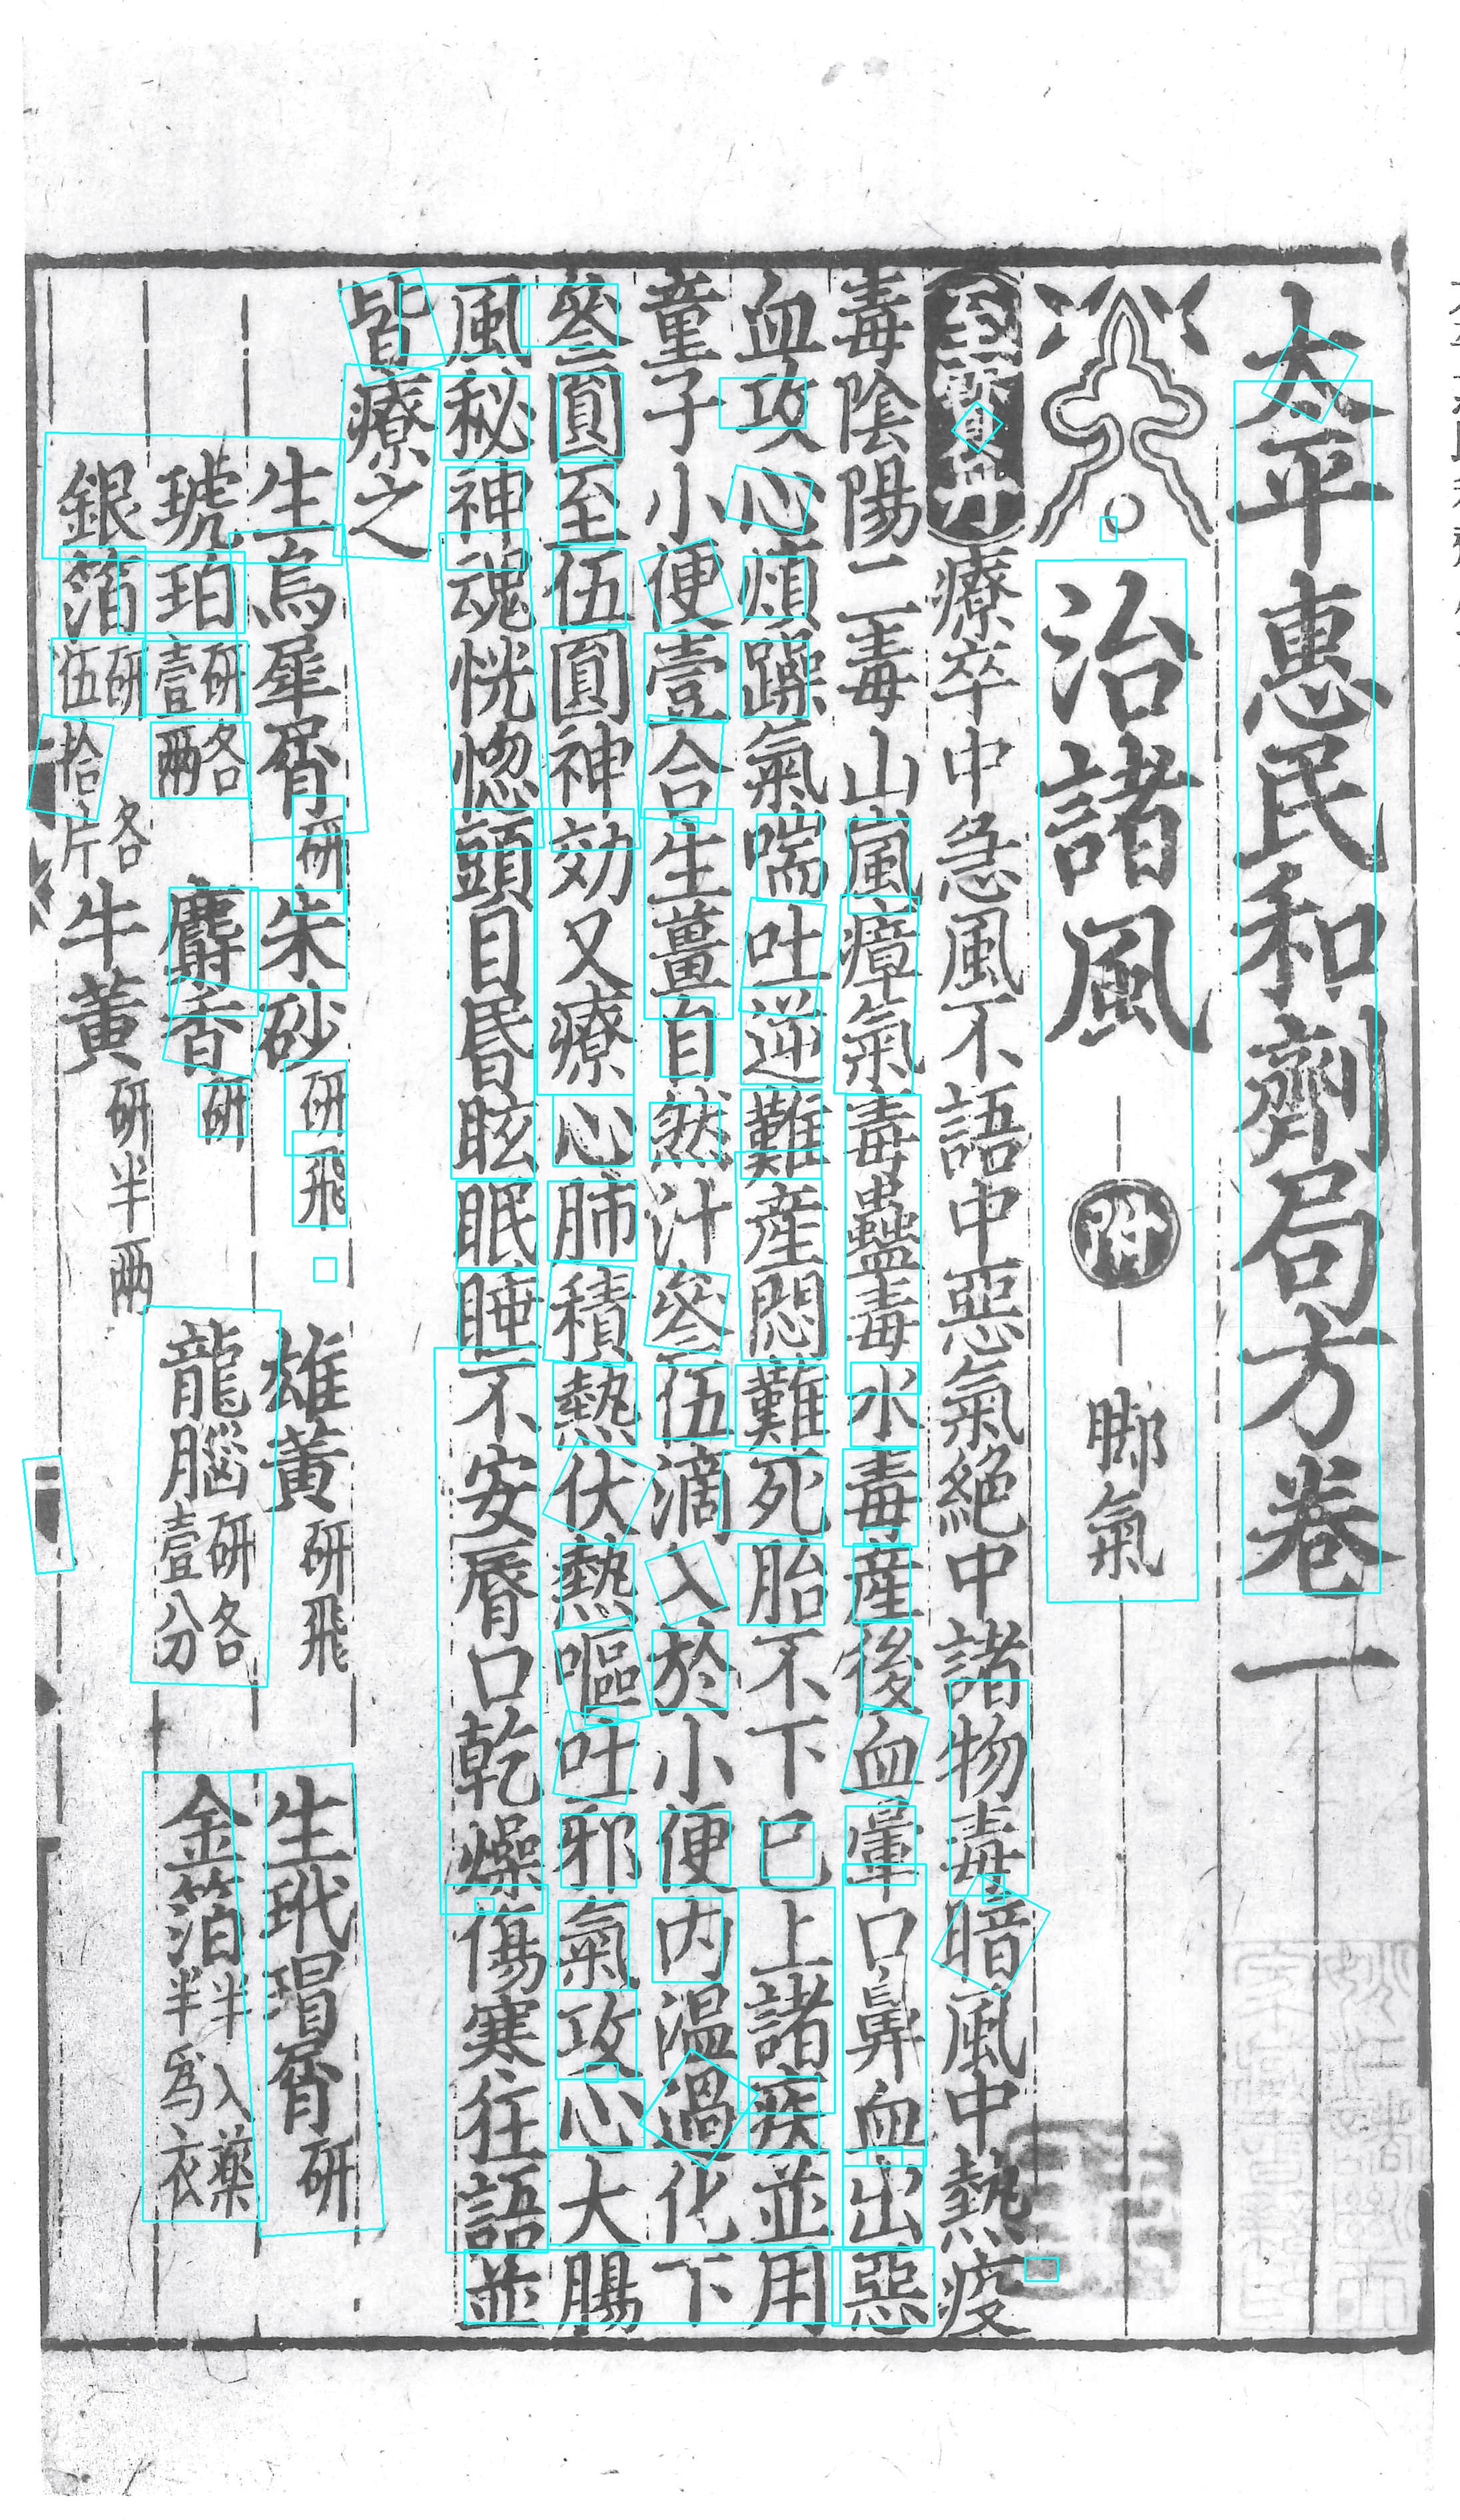 太平惠民和劑局方卷一
治諸風 附 脚氣
至寶丹 療卒中急風不語中惡氣絶中諸物毒暗風中熱疫
毒陰陽二毒山嵐瘴氣毒蠱毒水毒産後血暈口鼻血出惡
血攻心煩躁氣喘吐逆難産悶難死胎不下已上諸疾並用
童子小便壹合生薑自然汁叄伍滴入於小便内温過化下
叄圓至伍圓神効又療心肺積熱伏熱嘔吐邪氣攻心大腸
風秘神魂恍惚頭目昏眩眠睡不安脣口乾燥傷寒狂語並
皆療之
生烏犀屑研 朱砂研飛 雄黃研飛 生玳瑁屑研
琥珀研各壹兩 麝香研 龍腦研各壹分 金箔半入藥半爲衣
銀箔研各伍拾片 牛黃研半兩